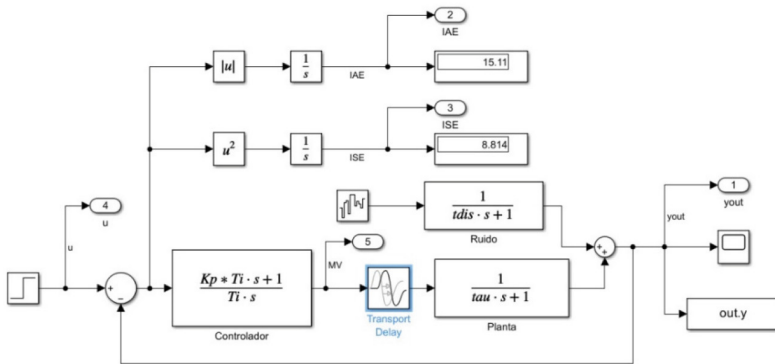 2
IAE
|u|
1
s
IAE
15.11
3
ISE
u²
1
s
ISE
8.814
4
u
u
1
tdis · s + 1
Ruido
1
yout
yout
5
MV
+
−
Kp * Ti · s + 1
Ti · s
Controlador
Transport
Delay
1
tau · s + 1
Planta
+
+
out.y